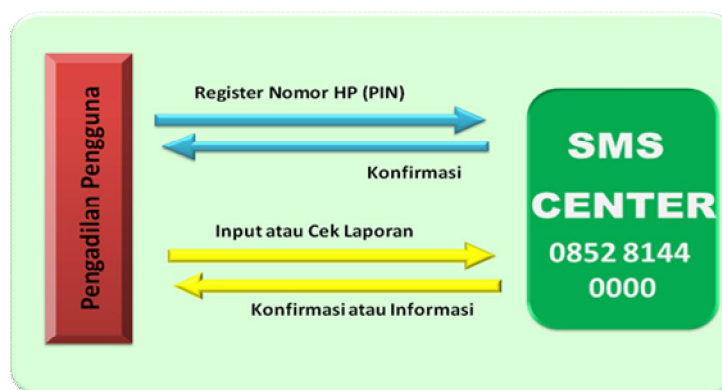 Pengadilan Pengguna
Register Nomor HP (PIN)
Konfirmasi
Input atau Cek Laporan
Konfirmasi atau Informasi
SMS
CENTER
0852 8144
0000